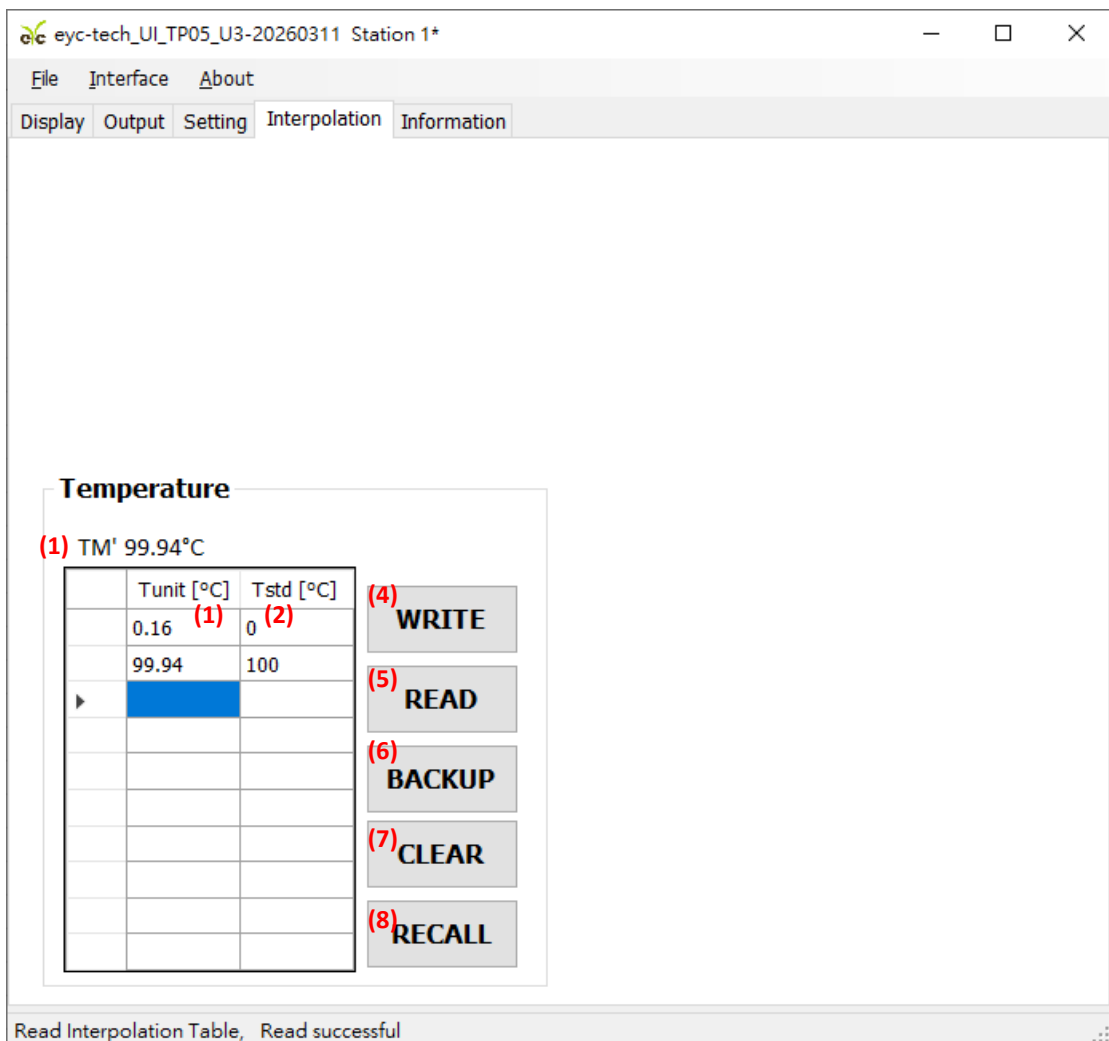 eyc-tech_UI_TP05_U3-20260311 Station 1*
File Interface About
Display Output Setting Interpolation Information
Temperature
(1) TM' 99.94°C
Tunit [ºC] Tstd [ºC]
(1) (2)
0.16 0
99.94 100
(4) WRITE
(5) READ
(6) BACKUP
(7) CLEAR
(8) RECALL
Read Interpolation Table, Read successful